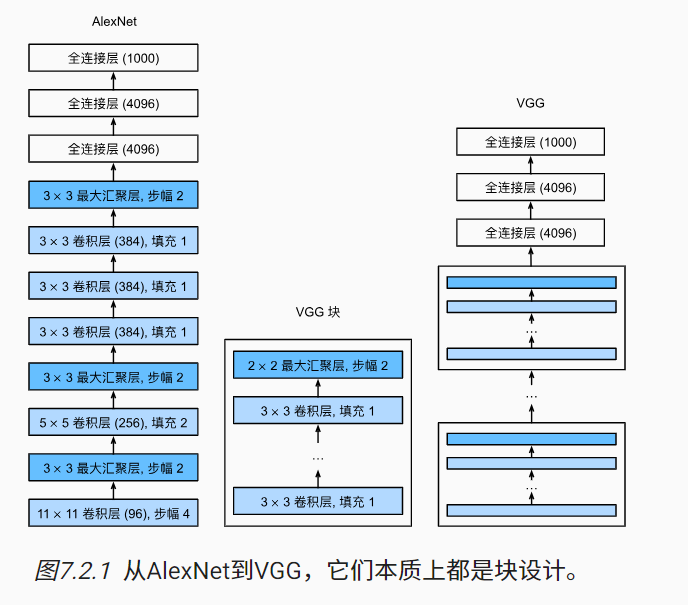 AlexNet
全连接层 (1000)
全连接层 (4096)
全连接层 (4096)
3 × 3 最大汇聚层, 步幅 2
3 × 3 卷积层 (384), 填充 1
3 × 3 卷积层 (384), 填充 1
3 × 3 卷积层 (384), 填充 1
3 × 3 最大汇聚层, 步幅 2
5 × 5 卷积层 (256), 填充 2
3 × 3 最大汇聚层, 步幅 2
11 × 11 卷积层 (96), 步幅 4
VGG 块
2 × 2 最大汇聚层, 步幅 2
3 × 3 卷积层, 填充 1
...
3 × 3 卷积层, 填充 1
VGG
全连接层 (1000)
全连接层 (4096)
全连接层 (4096)
...
...
...
图7.2.1 从AlexNet到VGG，它们本质上都是块设计。